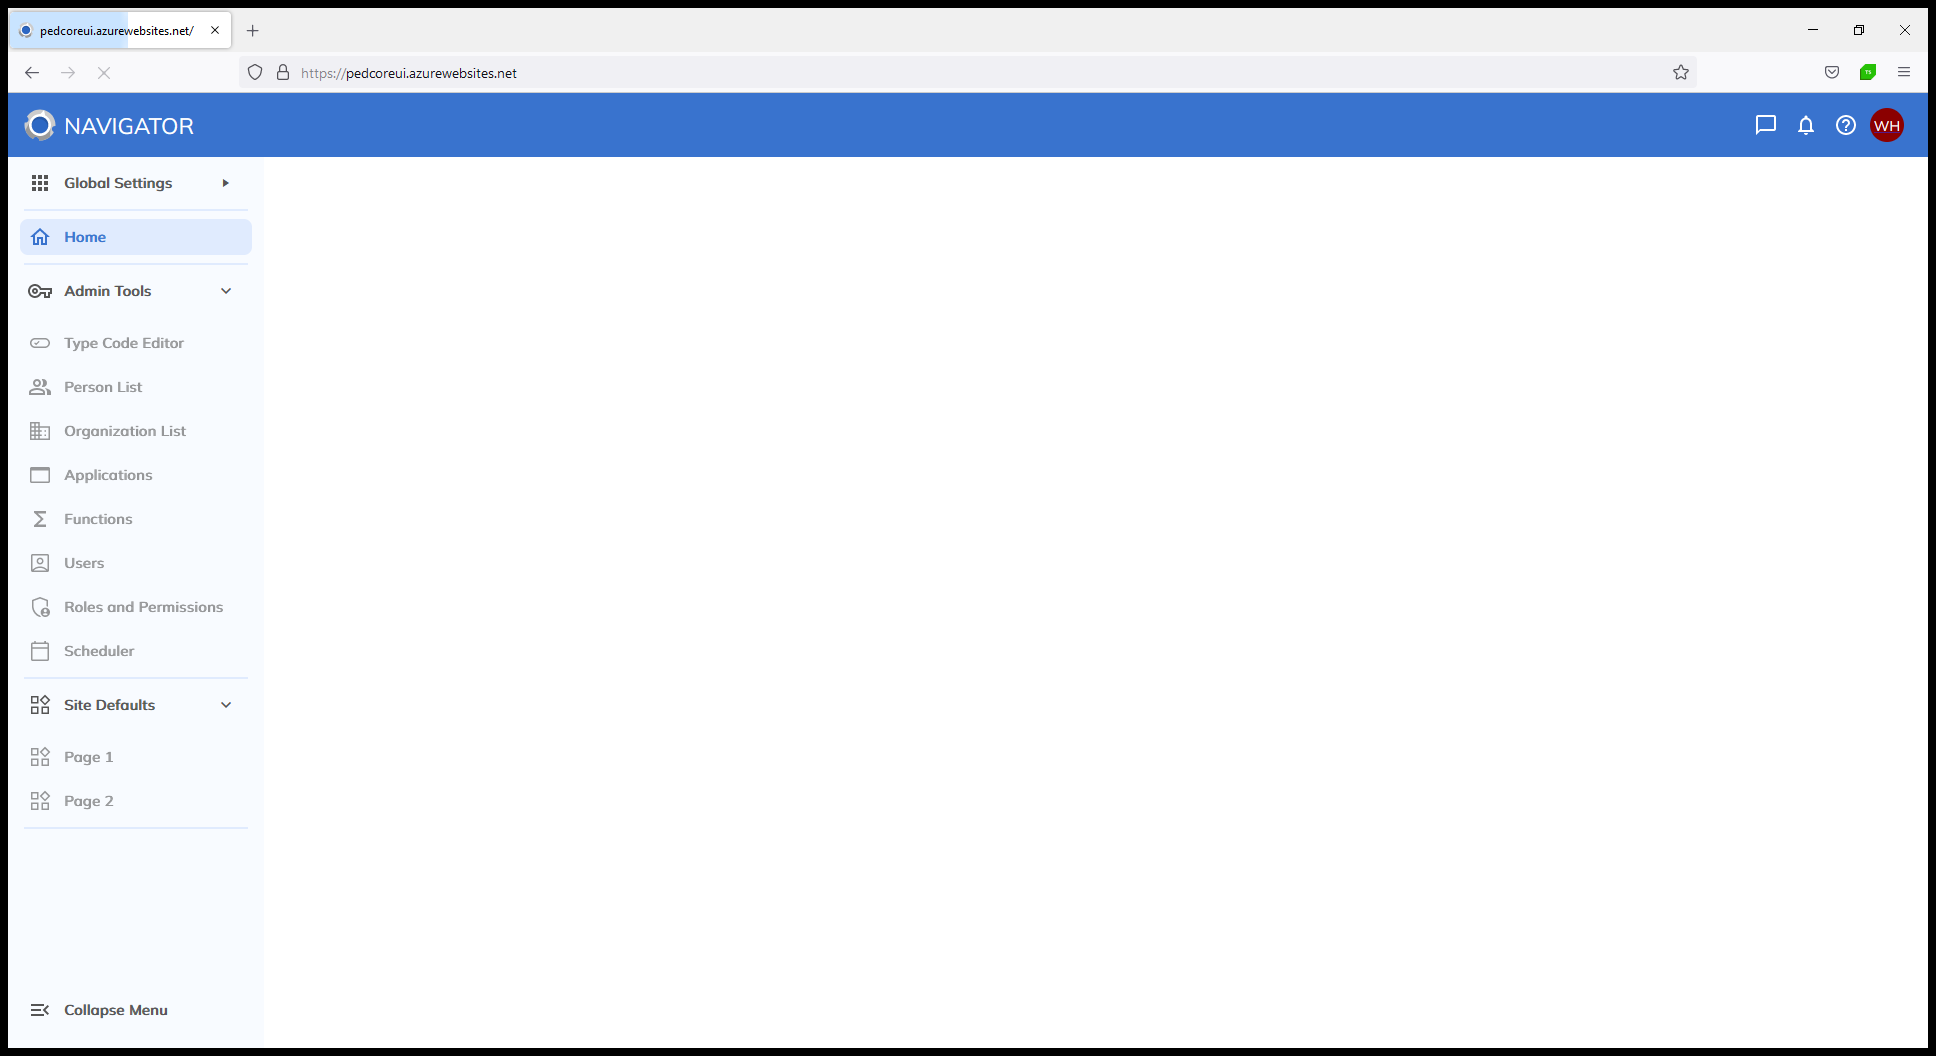 pedcoreui.azurewebsites.net/
https://pedcoreui.azurewebsites.net
TS
NAVIGATOR
WH
Global Settings
Home
Admin Tools
Type Code Editor
Person List
Organization List
Applications
Functions
Users
Roles and Permissions
Scheduler
Site Defaults
Page 1
Page 2
Collapse Menu